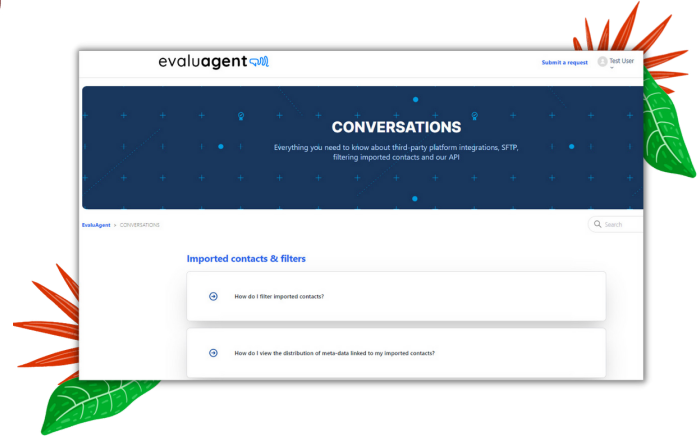 evaluagent
Submit a request
Test User
CONVERSATIONS
Everything you need to know about third-party platform integrations, SFTP,
filtering imported contacts and our API
EvaluAgent > CONVERSATIONS
Search
Imported contacts & filters
How do I filter imported contacts?
How do I view the distribution of meta-data linked to my imported contacts?